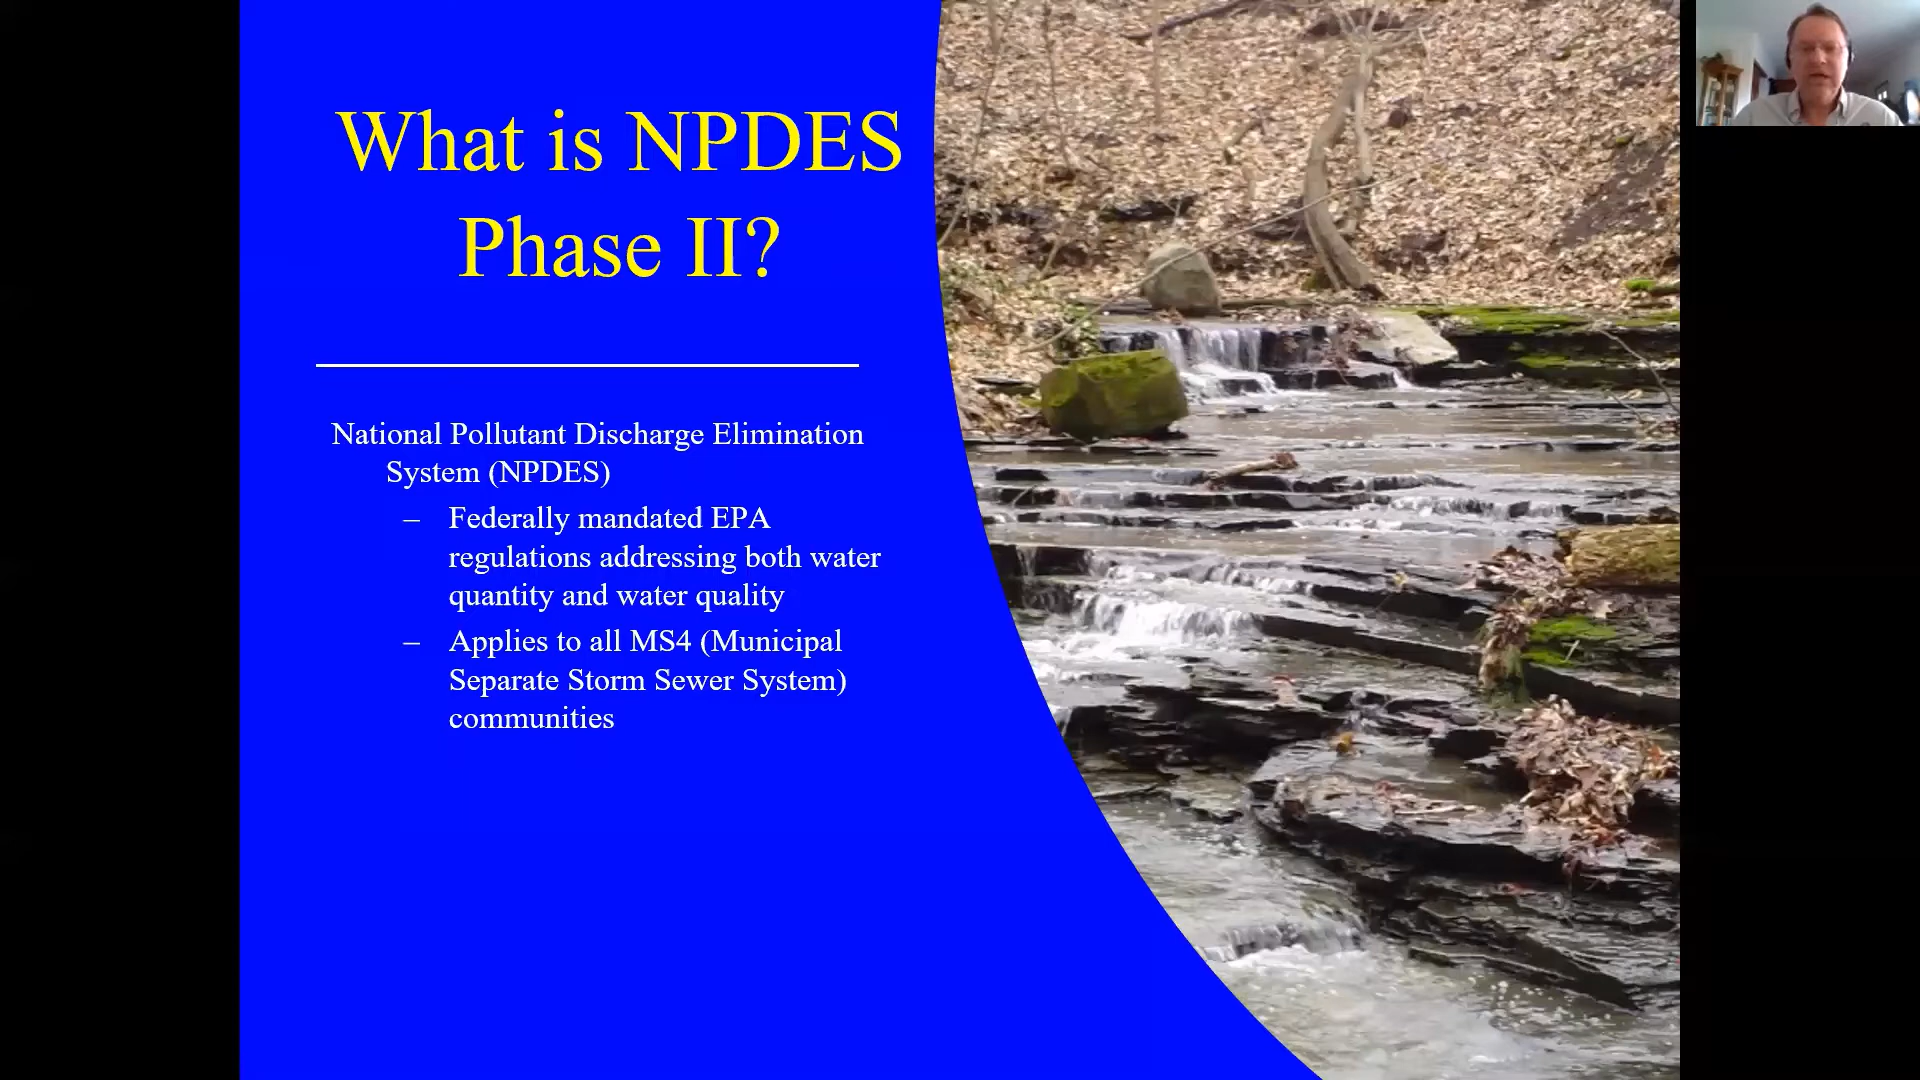 What is NPDES
Phase II?
National Pollutant Discharge Elimination
System (NPDES)
– Federally mandated EPA
regulations addressing both water
quantity and water quality
– Applies to all MS4 (Municipal
Separate Storm Sewer System)
communities